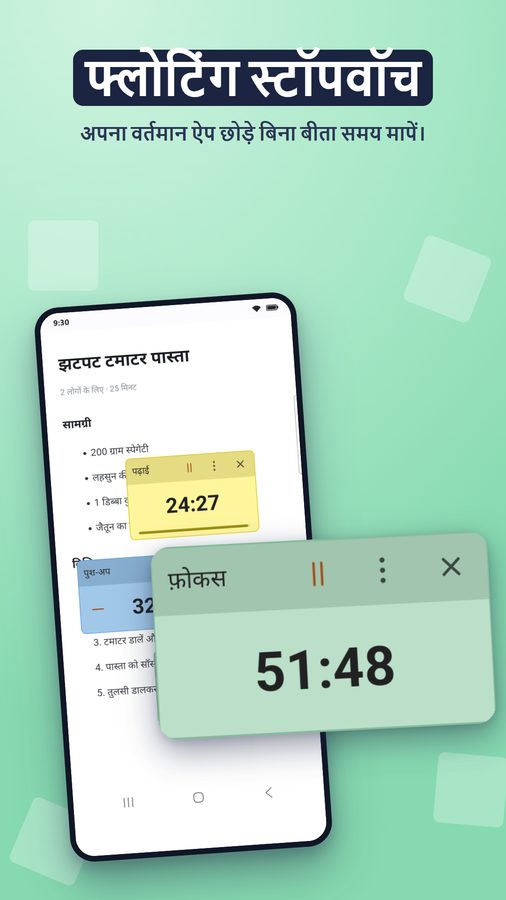 फ्लोटिंग स्टॉपवॉच
अपना वर्तमान ऐप छोड़े बिना बीता समय मापें।
9:30
झटपट टमाटर पास्ता
2 लोगों के लिए · 25 मिनट
सामग्री
• 200 ग्राम स्पेगेटी
• लहसुन की
• 1 डिब्बा
• जैतून का
पढ़ाई
24:27
पुश-अप
32
फ़ोकस
51:48
3. टमाटर डालें
4. पास्ता को
5. तुलसी डालकर